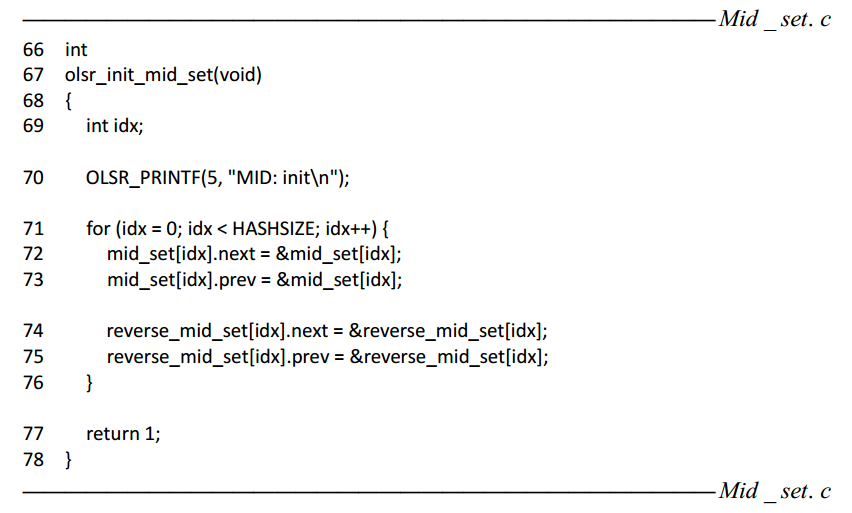 Mid _ set. c
66 int
67 olsr_init_mid_set(void)
68 {
69 int idx;
70 OLSR_PRINTF(5, "MID: init\n");
71 for (idx = 0; idx < HASHSIZE; idx++) {
72 mid_set[idx].next = &mid_set[idx];
73 mid_set[idx].prev = &mid_set[idx];
74 reverse_mid_set[idx].next = &reverse_mid_set[idx];
75 reverse_mid_set[idx].prev = &reverse_mid_set[idx];
76 }
77 return 1;
78 }
Mid _ set. c